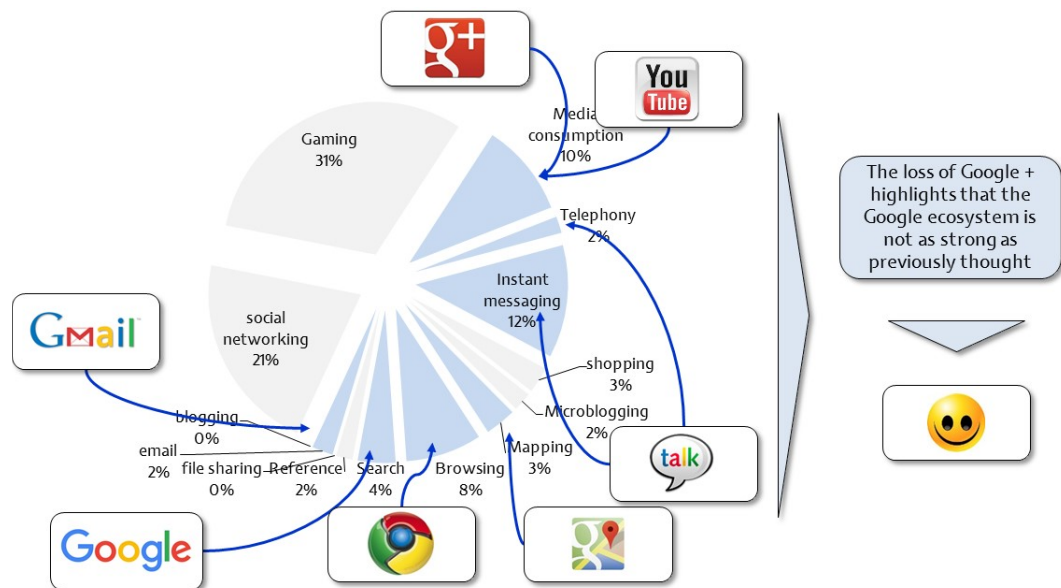 g+
You
Tube
Gaming
31%
Media
consumption
10%
Telephony
2%
The loss of Google +
highlights that the
Google ecosystem is
not as strong as
previously thought
Instant
messaging
12%
social
networking
21%
Gmail
shopping
3%
Microblogging
2%
Mapping
3%
blogging
0%
email
2%
file sharing
0%
Reference
2%
Search
4%
Browsing
8%
talk
Google
g